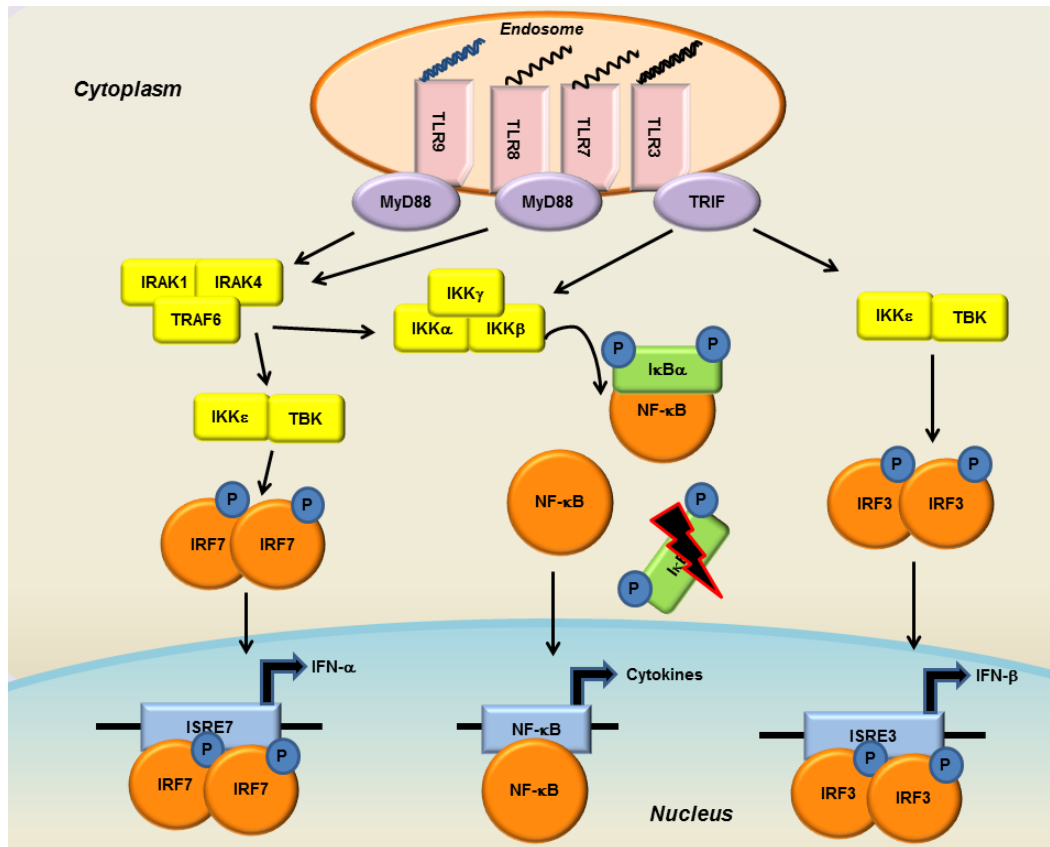 Endosome
Cytoplasm
TLR9
TLR8
TLR7
TLR3
MyD88
MyD88
TRIF
IRAK1
IRAK4
TRAF6
IKKγ
IKKα
IKKβ
IKKε
TBK
P
P
IκBα
NF-κB
IKKε
TBK
P
P
IRF7
IRF7
NF-κB
P
P
P
P
IRF3
IRF3
IFN-α
Cytokines
IFN-β
ISRE7
NF-κB
ISRE3
P
P
IRF7
IRF7
NF-κB
P
P
IRF3
IRF3
Nucleus